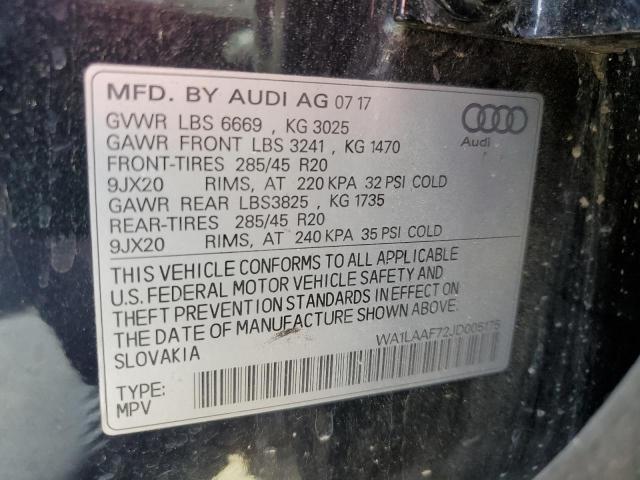 MFD. BY AUDI AG 07 17
GVWR LBS 6669 , KG 3025
GAWR FRONT LBS 3241 , KG 1470
FRONT-TIRES 285/45 R20
9JX20 RIMS, AT 220 KPA 32 PSI COLD
GAWR REAR LBS3825 , KG 1735
REAR-TIRES 285/45 R20
9JX20 RIMS, AT 240 KPA 35 PSI COLD
Audi
THIS VEHICLE CONFORMS TO ALL APPLICABLE
U.S. FEDERAL MOTOR VEHICLE SAFETY AND
THEFT PREVENTION STANDARDS IN EFFECT ON
THE DATE OF MANUFACTURE SHOWN ABOVE.
SLOVAKIA
WA1LAAF72JD005175
TYPE:
MPV